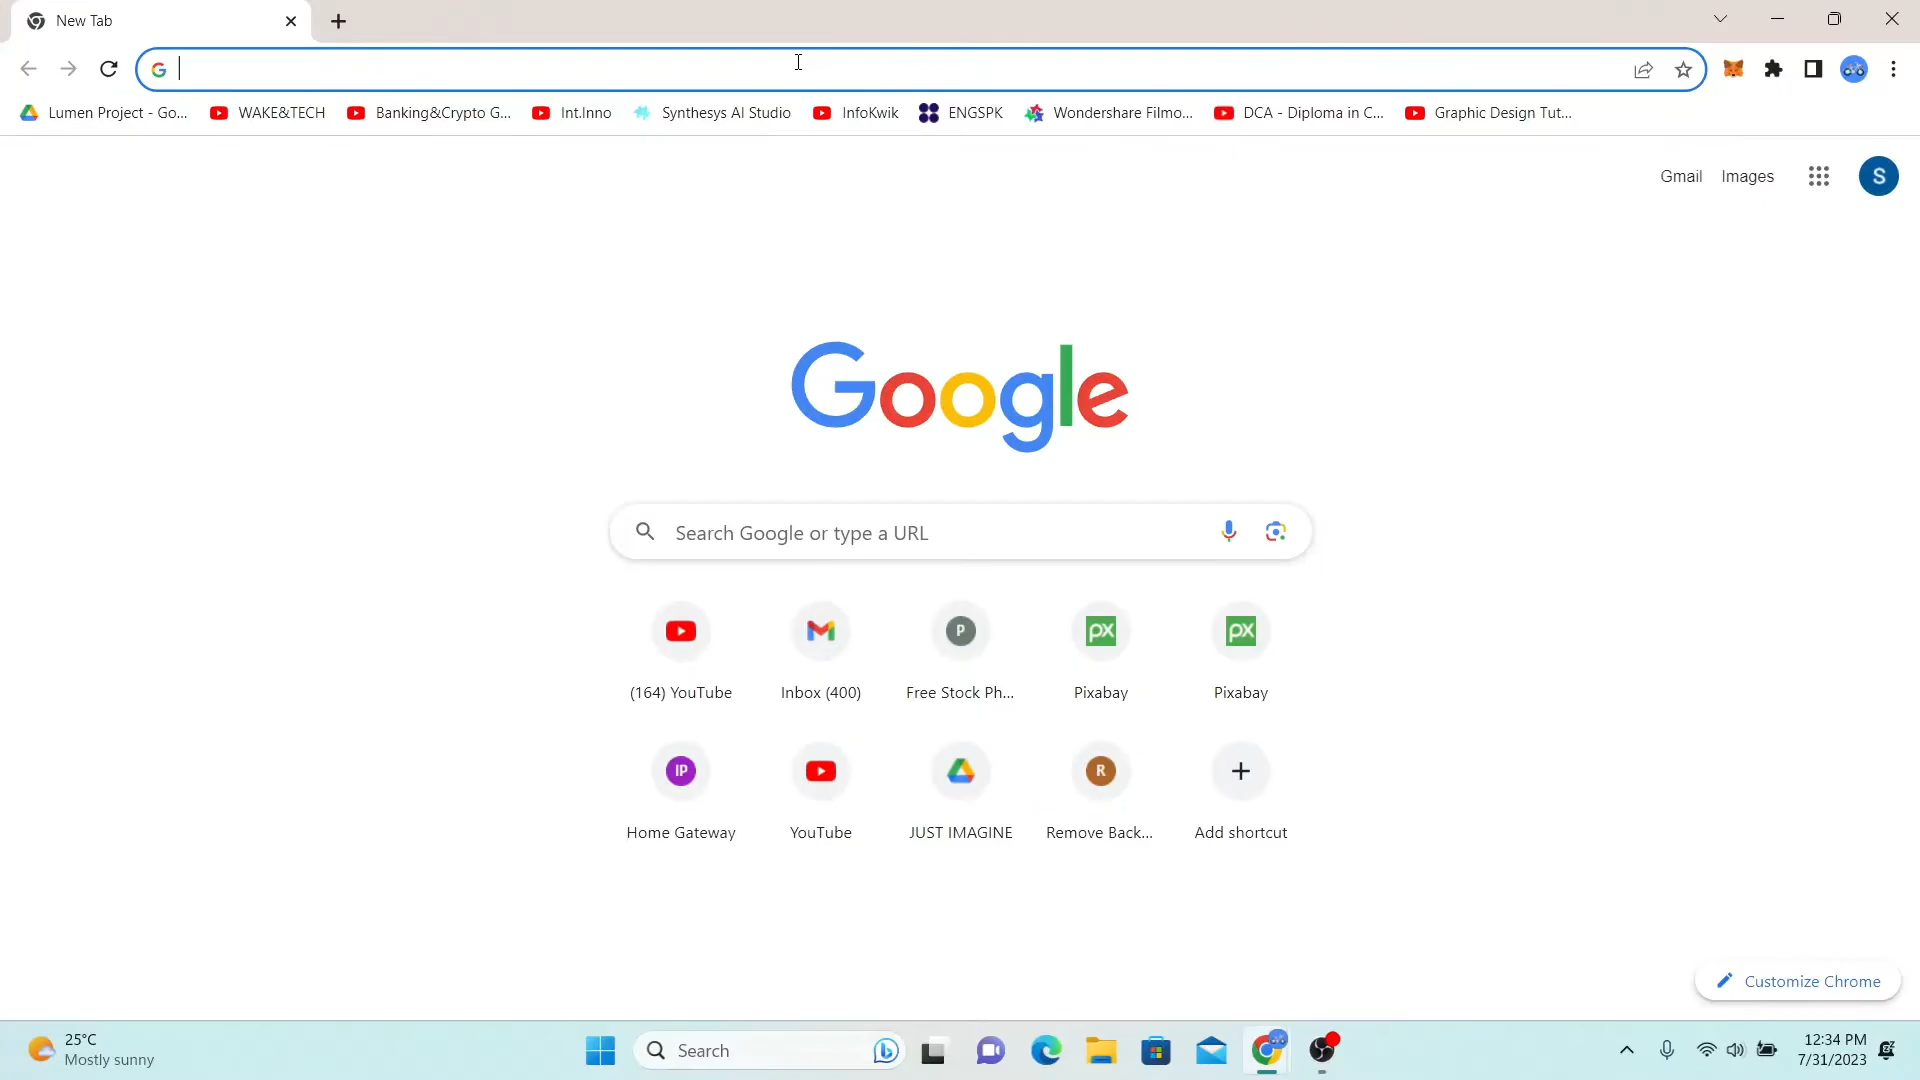 New Tab
Lumen Project - Go...
WAKE&TECH
Banking&Crypto G...
Int.Inno
Synthesys AI Studio
InfoKwik
ENGSPK
Wondershare Filmo...
DCA - Diploma in C...
Graphic Design Tut...
Gmail
Images
S
Google
Search Google or type a URL
P
px
px
(164) YouTube
Inbox (400)
Free Stock Ph...
Pixabay
Pixabay
IP
R
Home Gateway
YouTube
JUST IMAGINE
Remove Back...
Add shortcut
Customize Chrome
25°C
Mostly sunny
Search
12:34 PM
7/31/2023